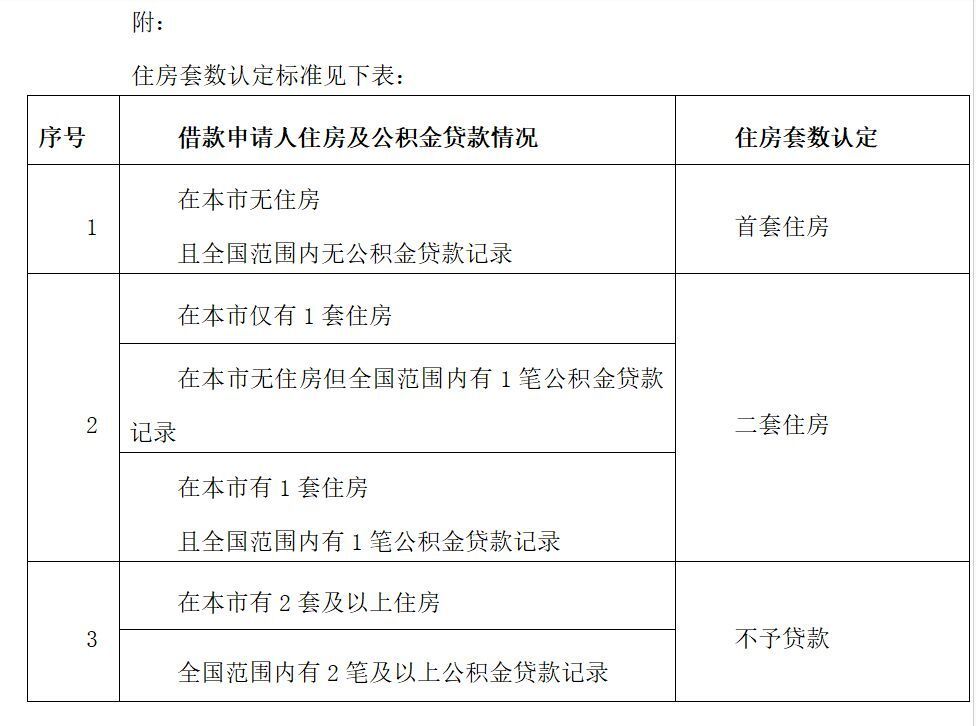 附：
住房套数认定标准见下表：
序号 借款申请人住房及公积金贷款情况 住房套数认定
1 在本市无住房
且全国范围内无公积金贷款记录
首套住房
2 在本市仅有 1 套住房
在本市无住房但全国范围内有 1 笔公积金贷款
记录
在本市有 1 套住房
且全国范围内有 1 笔公积金贷款记录
二套住房
3 在本市有 2 套及以上住房
全国范围内有 2 笔及以上公积金贷款记录
不予贷款